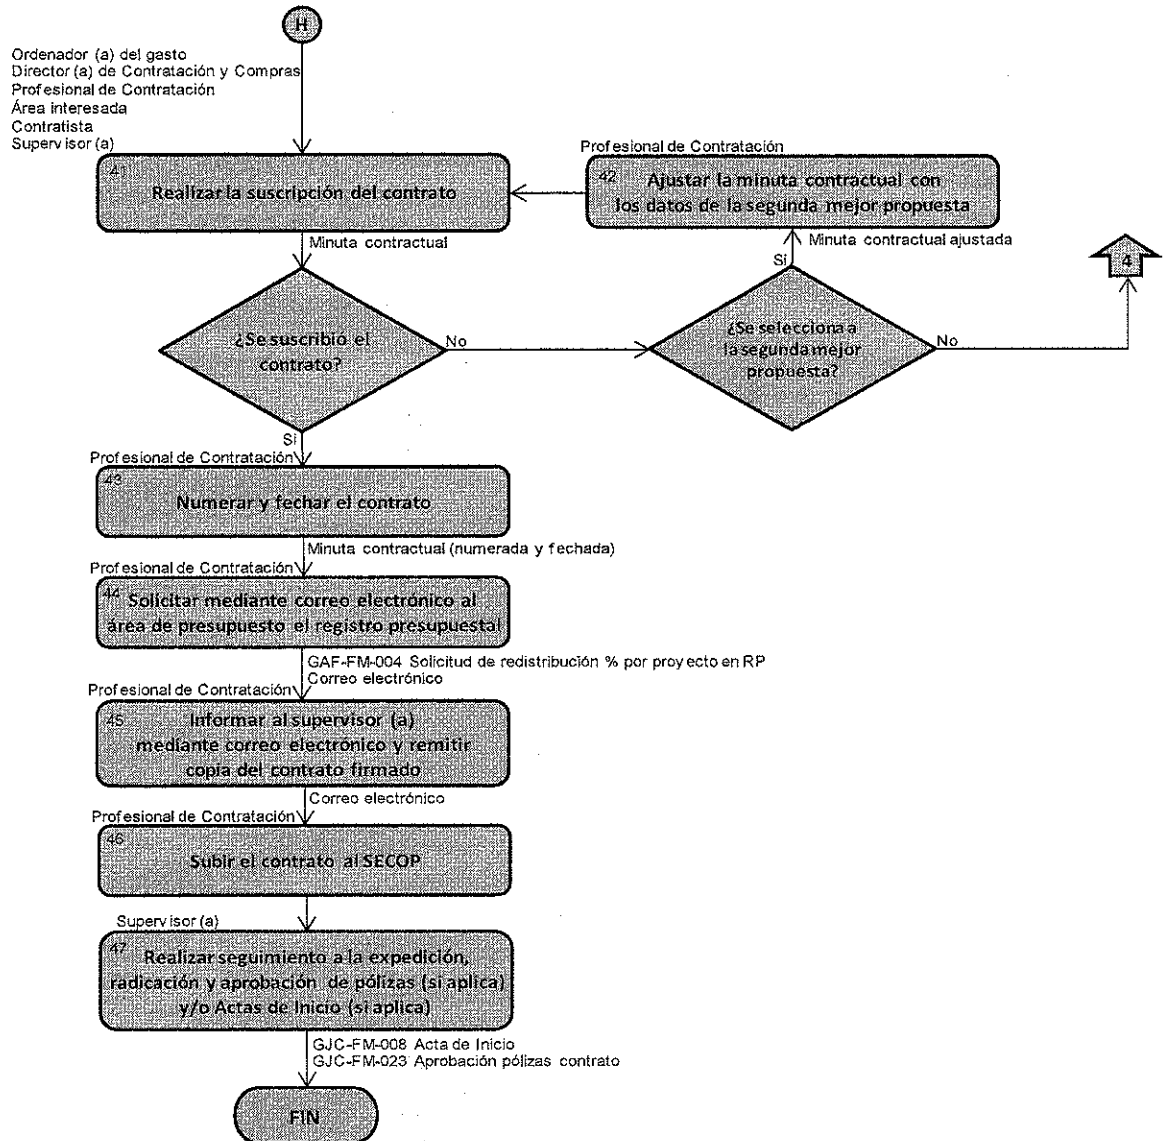 H
Ordenador (a) del gasto
Director (a) de Contratación y Compras
Profesional de Contratación
Área interesada
Contratista
Supervisor (a)
41
Realizar la suscripción del contrato
Profesional de Contratación
42
Ajustar la minuta contractual con
los datos de la segunda mejor propuesta
Minuta contractual
Minuta contractual ajustada
Si
4
¿Se suscribió el
contrato?
No
¿Se selecciona a
la segunda mejor
propuesta?
No
Si
Profesional de Contratación
43
Numerar y fechar el contrato
Minuta contractual (numerada y fechada)
Profesional de Contratación
44
Solicitar mediante correo electrónico al
área de presupuesto el registro presupuestal
GAF-FM-004 Solicitud de redistribución % por proyecto en RP
Correo electrónico
Profesional de Contratación
45
Informar al supervisor (a)
mediante correo electrónico y remitir
copia del contrato firmado
Correo electrónico
Profesional de Contratación
46
Subir el contrato al SECOP
Supervisor (a)
47
Realizar seguimiento a la expedición,
radicación y aprobación de pólizas (si aplica)
y/o Actas de Inicio (si aplica)
GJC-FM-008 Acta de Inicio
GJC-FM-023 Aprobación pólizas contrato
FIN